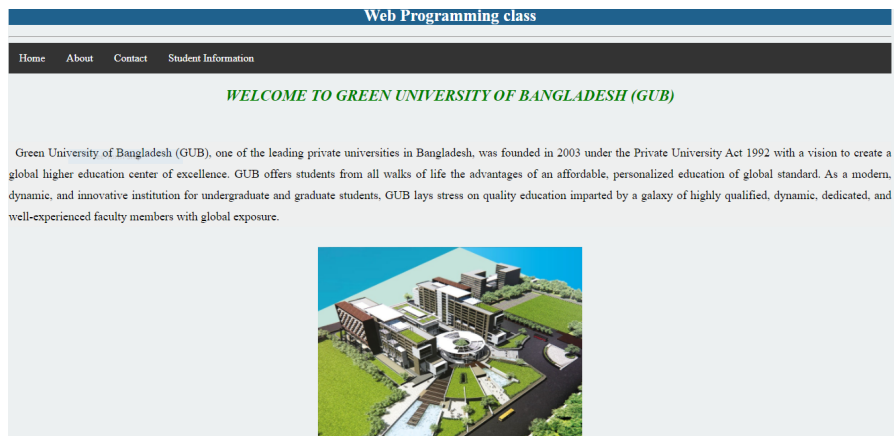 Web Programming class
Home About Contact Student Information
WELCOME TO GREEN UNIVERSITY OF BANGLADESH (GUB)
Green University of Bangladesh (GUB), one of the leading private universities in Bangladesh, was founded in 2003 under the Private University Act 1992 with a vision to create a
global higher education center of excellence. GUB offers students from all walks of life the advantages of an affordable, personalized education of global standard. As a modern,
dynamic, and innovative institution for undergraduate and graduate students, GUB lays stress on quality education imparted by a galaxy of highly qualified, dynamic, dedicated, and
well-experienced faculty members with global exposure.